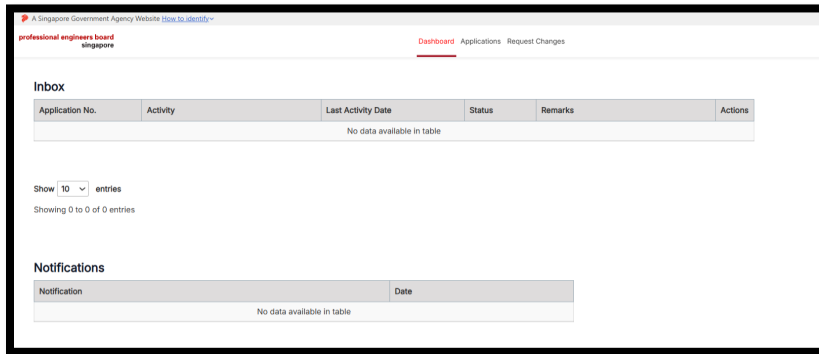 A Singapore Government Agency Website How to identify
professional engineers board
singapore
Dashboard Applications Request Changes
Inbox
Application No. Activity Last Activity Date Status Remarks Actions
No data available in table
Show 10 entries
Showing 0 to 0 of 0 entries
Notifications
Notification Date
No data available in table